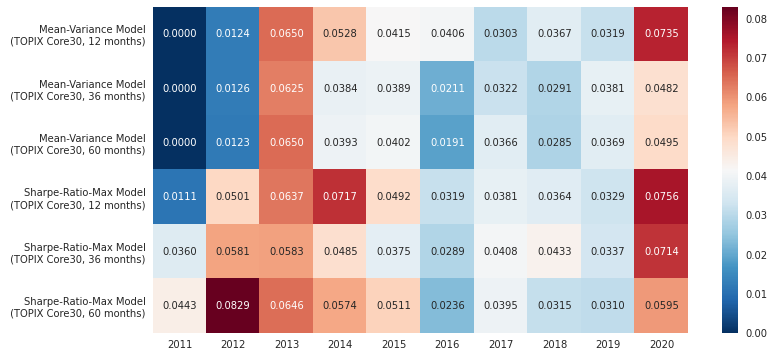 Mean-Variance Model
(TOPIX Core30, 12 months)
0.0000 0.0124 0.0650 0.0528 0.0415 0.0406 0.0303 0.0367 0.0319 0.0735
Mean-Variance Model
(TOPIX Core30, 36 months)
0.0000 0.0126 0.0625 0.0384 0.0389 0.0211 0.0322 0.0291 0.0381 0.0482
Mean-Variance Model
(TOPIX Core30, 60 months)
0.0000 0.0123 0.0650 0.0393 0.0402 0.0191 0.0366 0.0285 0.0369 0.0495
Sharpe-Ratio-Max Model
(TOPIX Core30, 12 months)
0.0111 0.0501 0.0637 0.0717 0.0492 0.0319 0.0381 0.0364 0.0329 0.0756
Sharpe-Ratio-Max Model
(TOPIX Core30, 36 months)
0.0360 0.0581 0.0583 0.0485 0.0375 0.0289 0.0408 0.0433 0.0337 0.0714
Sharpe-Ratio-Max Model
(TOPIX Core30, 60 months)
0.0443 0.0829 0.0646 0.0574 0.0511 0.0236 0.0395 0.0315 0.0310 0.0595
2011 2012 2013 2014 2015 2016 2017 2018 2019 2020
0.08
0.07
0.06
0.05
0.04
0.03
0.02
0.01
0.00